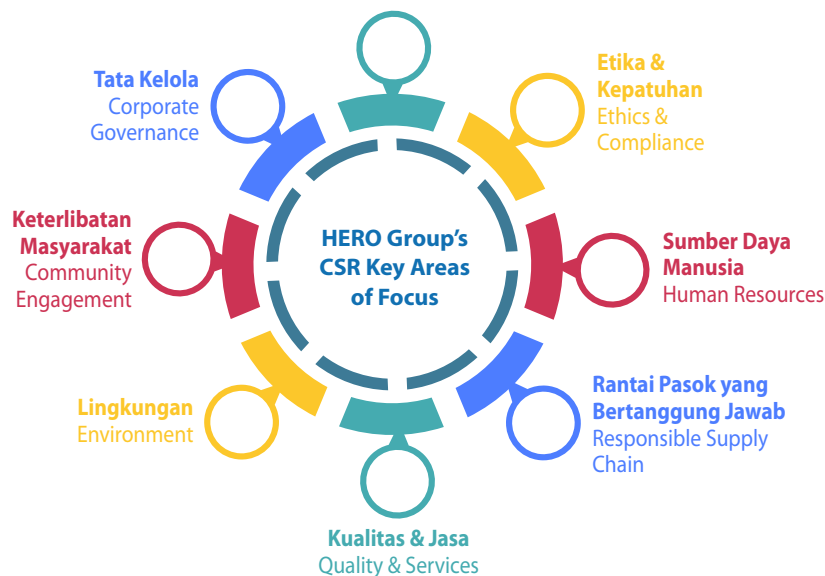 Tata Kelola
Corporate
Governance
Etika &
Kepatuhan
Ethics &
Compliance
Keterlibatan
Masyarakat
Community
Engagement
HERO Group's
CSR Key Areas
of Focus
Sumber Daya
Manusia
Human Resources
Lingkungan
Environment
Rantai Pasok yang
Bertanggung Jawab
Responsible Supply
Chain
Kualitas & Jasa
Quality & Services